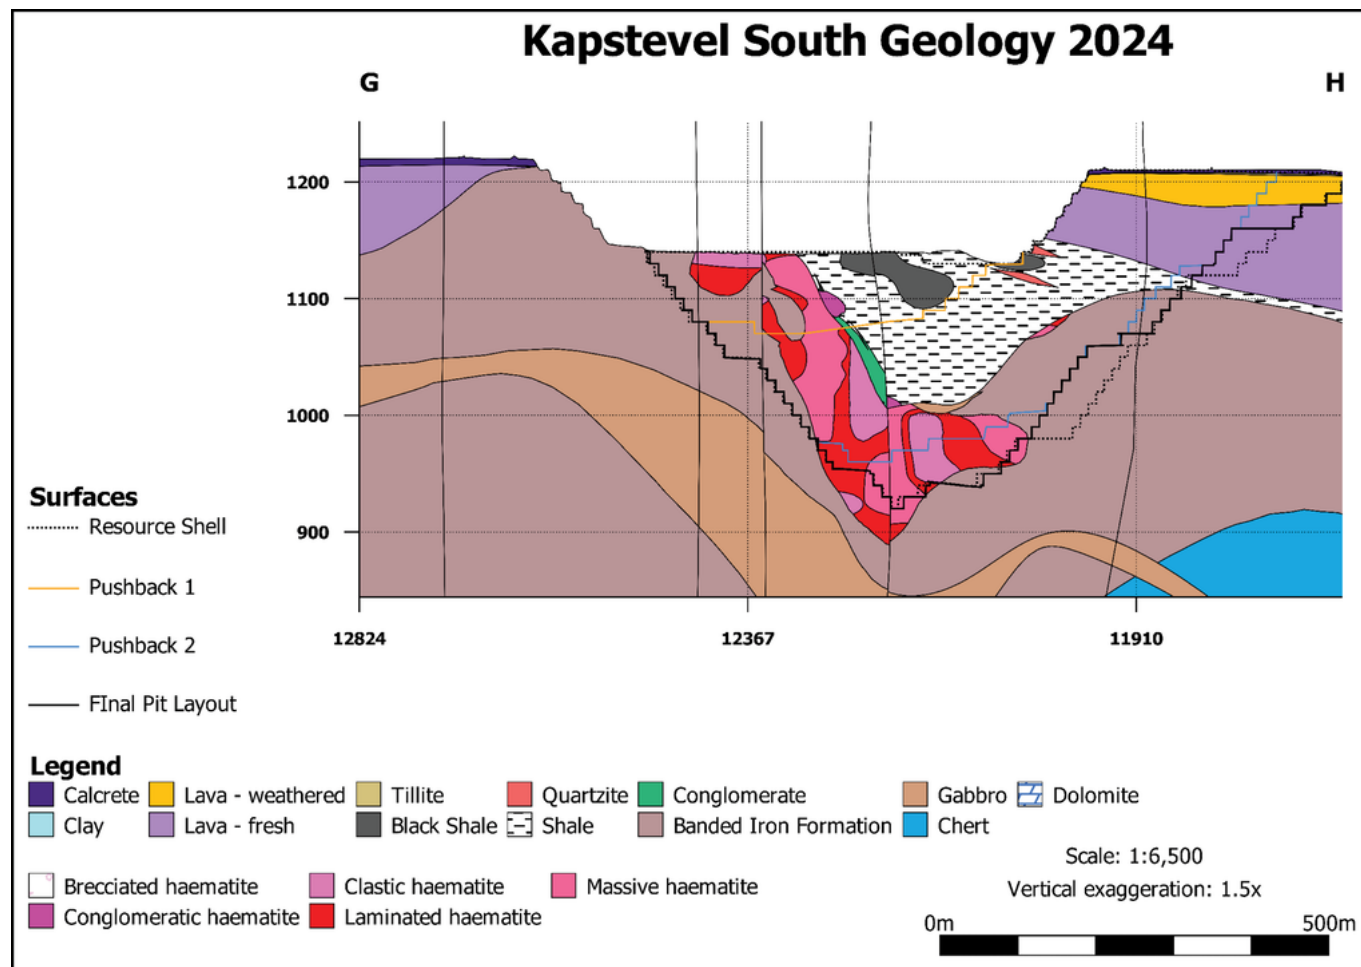 Kapstevel South Geology 2024
G H
1200
1100
1000
900
12824 12367 11910
Surfaces
Resource Shell
Pushback 1
Pushback 2
FInal Pit Layout
Legend
Calcrete Lava - weathered Tillite Quartzite Conglomerate Gabbro Dolomite
Clay Lava - fresh Black Shale Shale Banded Iron Formation Chert
Brecciated haematite Clastic haematite Massive haematite
Conglomeratic haematite Laminated haematite
Scale: 1:6,500
Vertical exaggeration: 1.5x
0m 500m